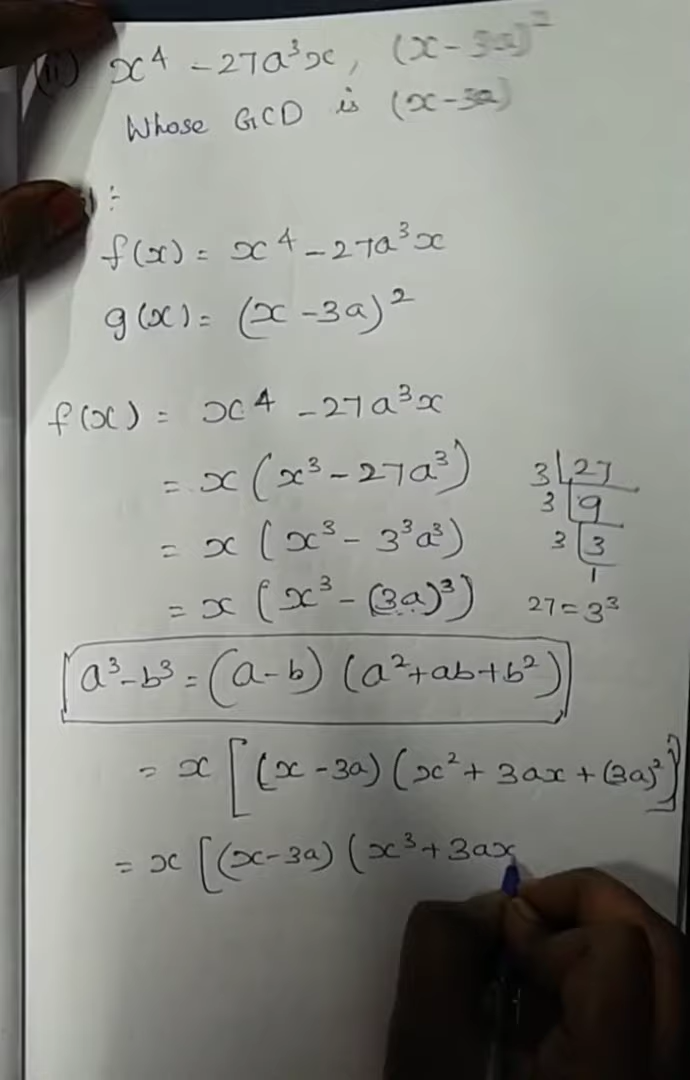 (ii) x⁴ - 27a³x, (x - 3a)²
Whose GCD is (x-3a)
:-
f(x) = x⁴ - 27a³x
g(x) = (x - 3a)²
f(x) = x⁴ - 27a³x
= x (x³ - 27a³)
= x (x³ - 3³a³)
= x (x³ - (3a)³)
3 | 27
3 | 9
3 | 3
1
27 = 3³
a³-b³ = (a-b) (a²+ab+b²)
= x [(x - 3a) (x² + 3ax + (3a)²)]
= x [(x-3a) (x³ + 3ax